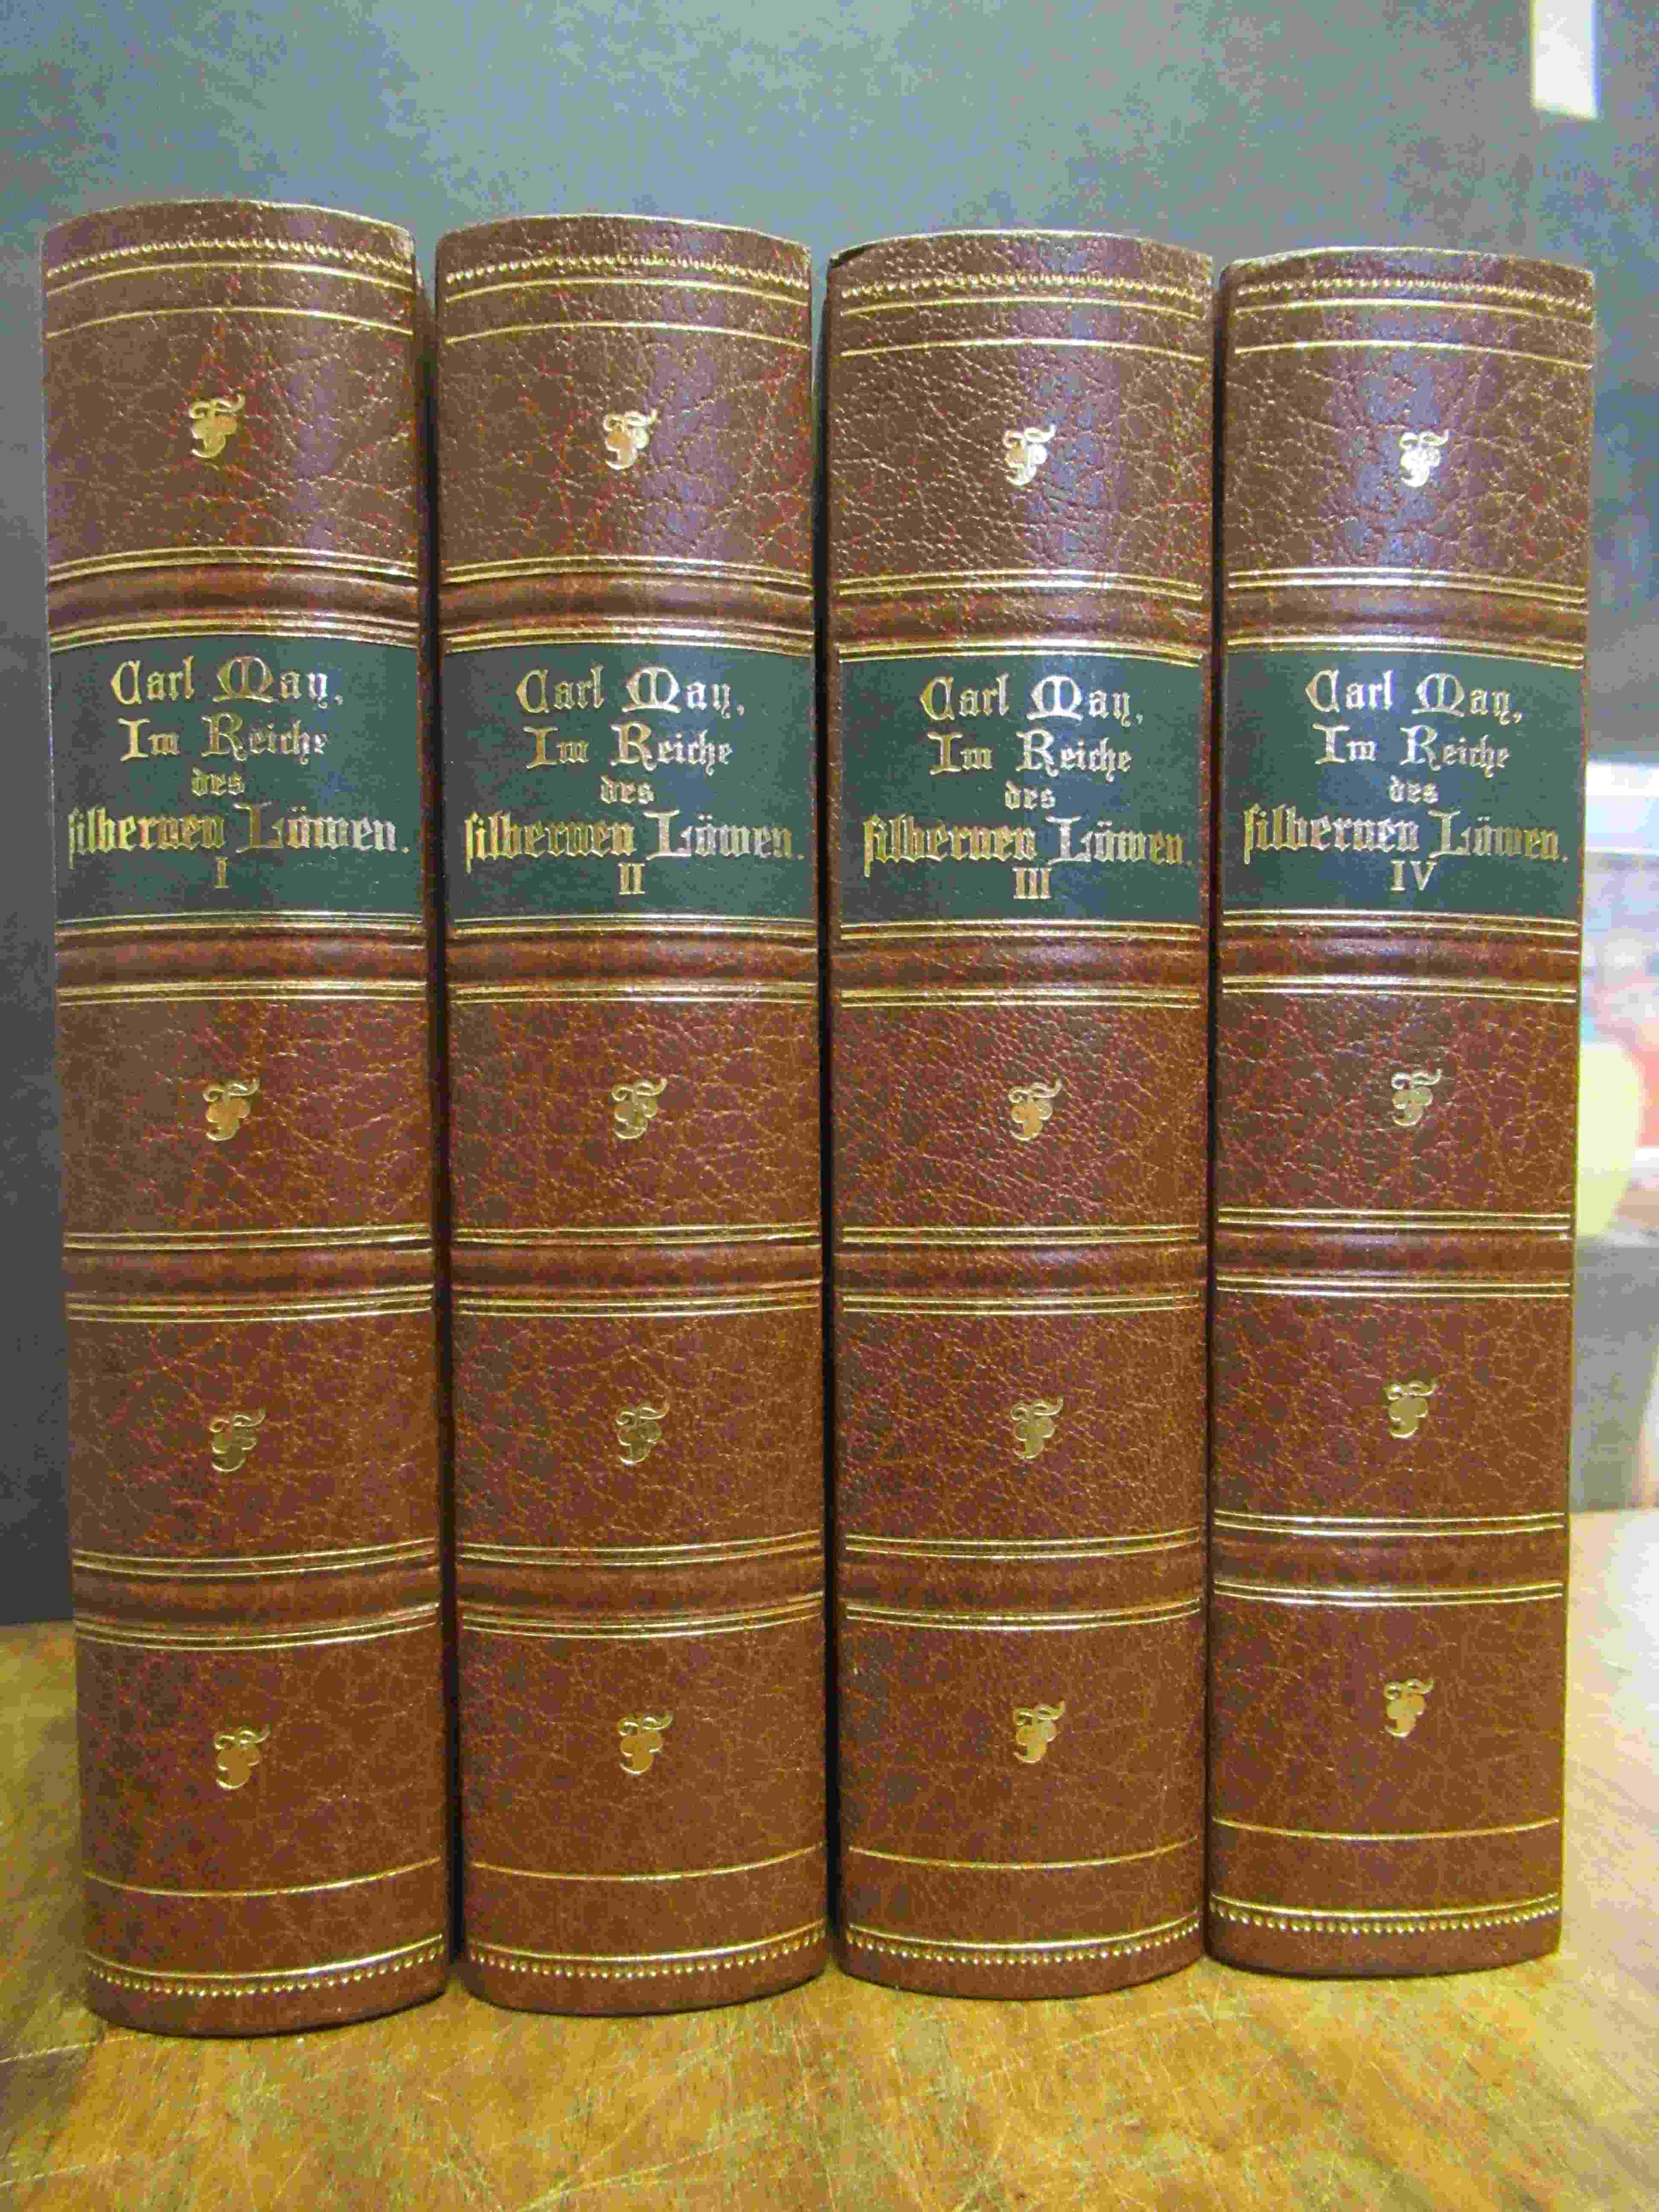 Carl May,
Im Reiche
des
silbernen Löwen.
I
Carl May,
Im Reiche
des
silbernen Löwen.
II
Carl May,
Im Reiche
des
silbernen Löwen.
III
Carl May,
Im Reiche
des
silbernen Löwen.
IV